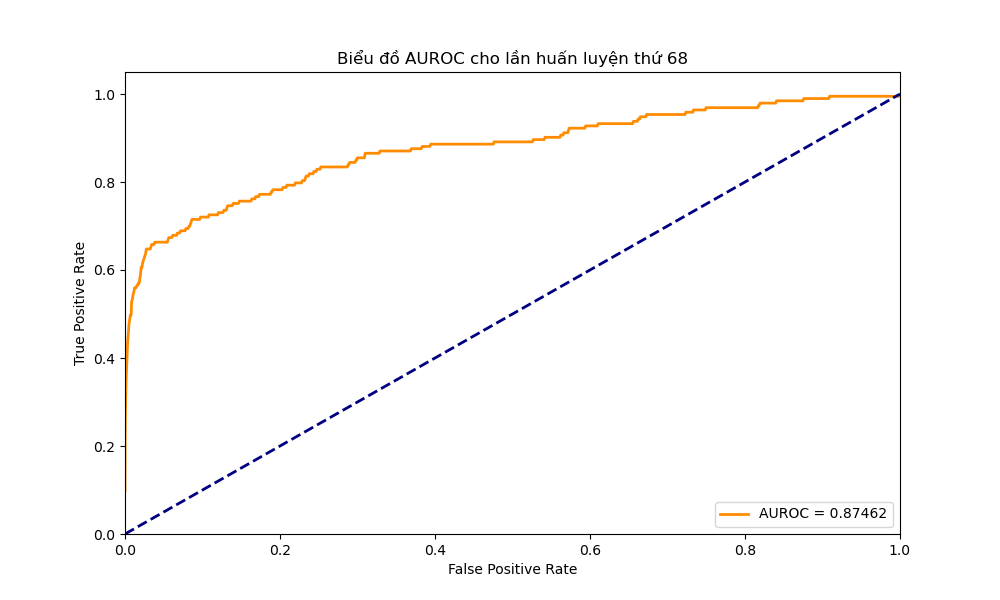 Biểu đồ AUROC cho lần huấn luyện thứ 68
1.0
0.8
0.6
0.4
0.2
0.0
True Positive Rate
AUROC = 0.87462
0.0 0.2 0.4 0.6 0.8 1.0
False Positive Rate